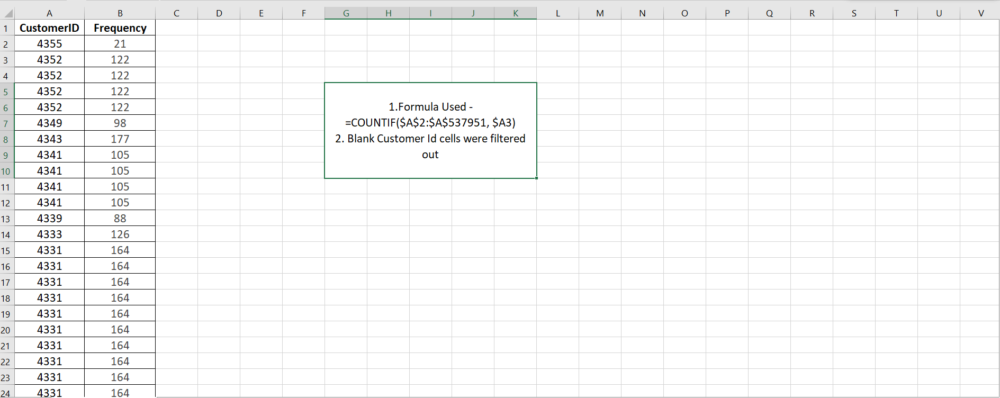 A B C D E F G H I J K L M N O P Q R S T U V
1 CustomerID Frequency
2 4355 21
3 4352 122
4 4352 122
5 4352 122
6 4352 122
7 4349 98
8 4343 177
9 4341 105
10 4341 105
11 4341 105
12 4341 105
13 4339 88
14 4333 126
15 4331 164
16 4331 164
17 4331 164
18 4331 164
19 4331 164
20 4331 164
21 4331 164
22 4331 164
23 4331 164
24 4331 164
1.Formula Used -
=COUNTIF($A$2:$A$537951, $A3)
2. Blank Customer Id cells were filtered
out